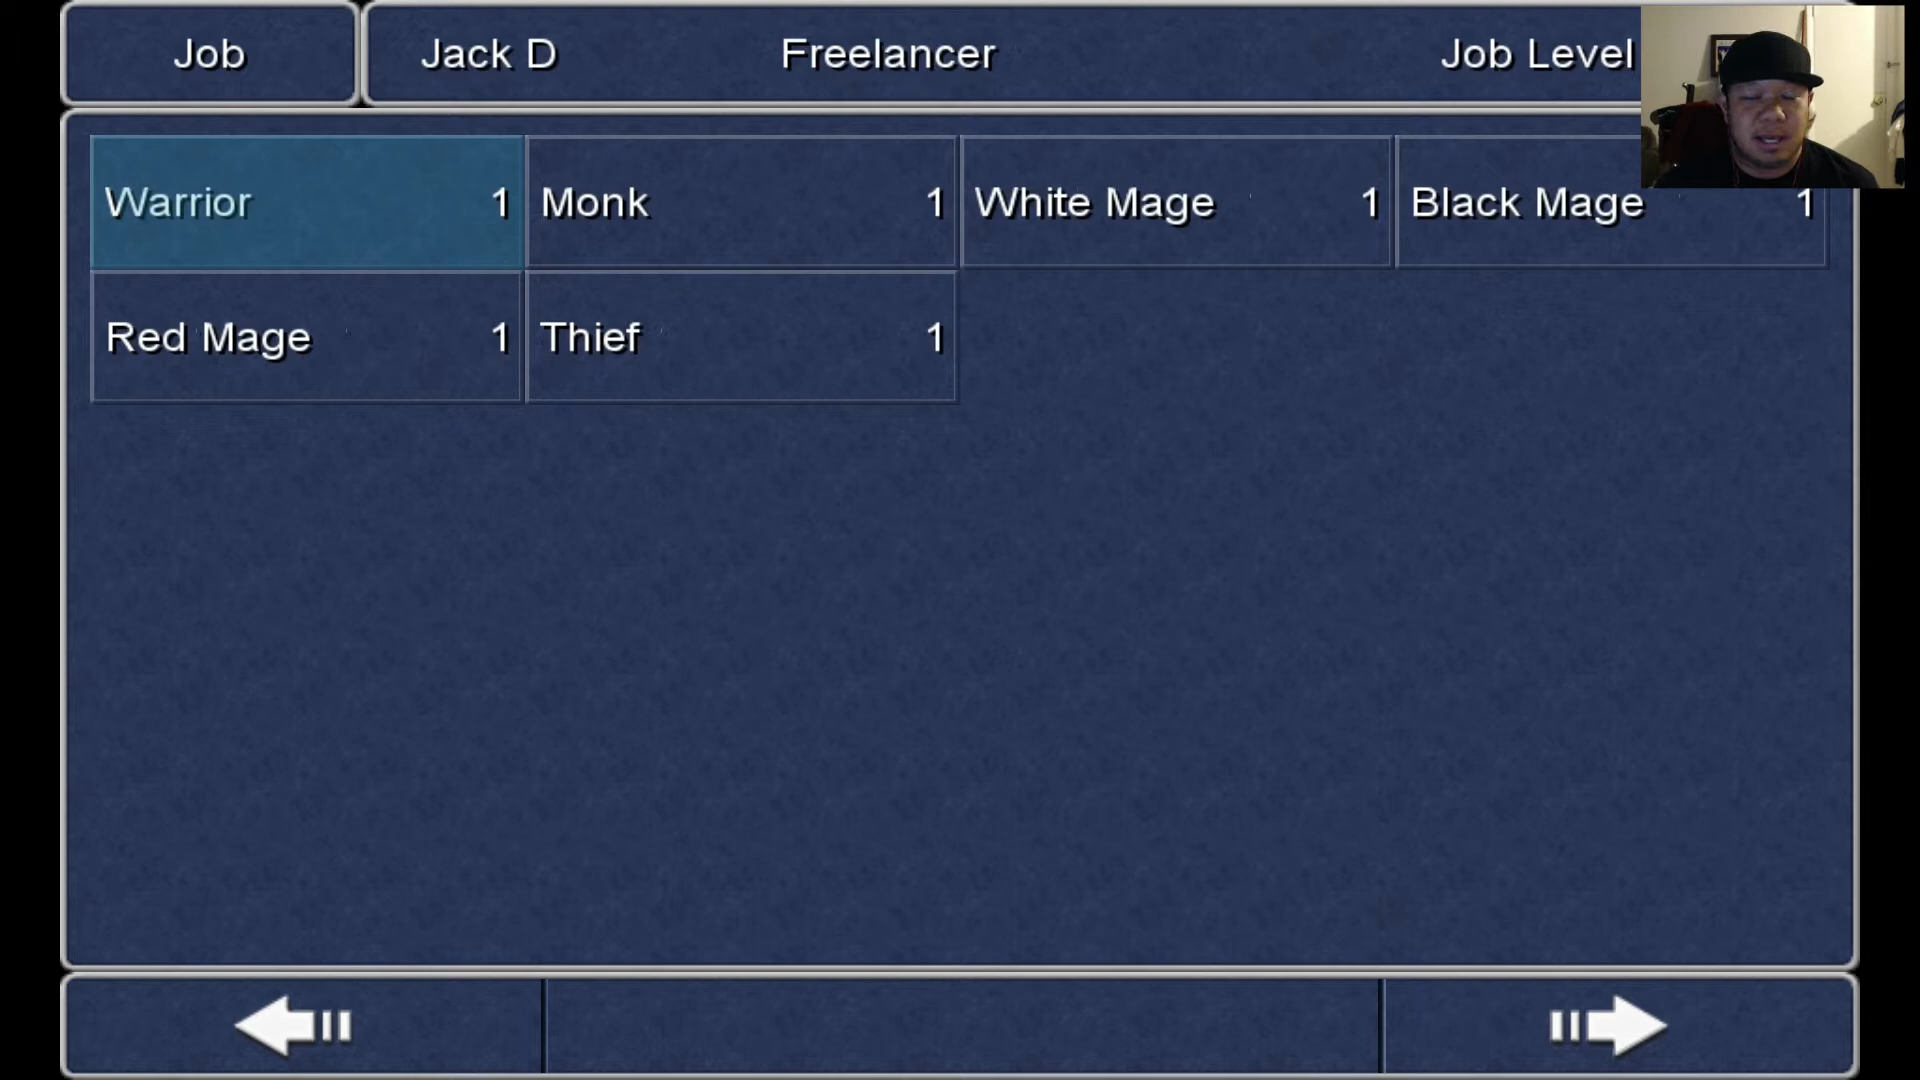 Job Jack D Freelancer Job Level
Warrior 1 Monk 1 White Mage 1 Black Mage 1
Red Mage 1 Thief 1